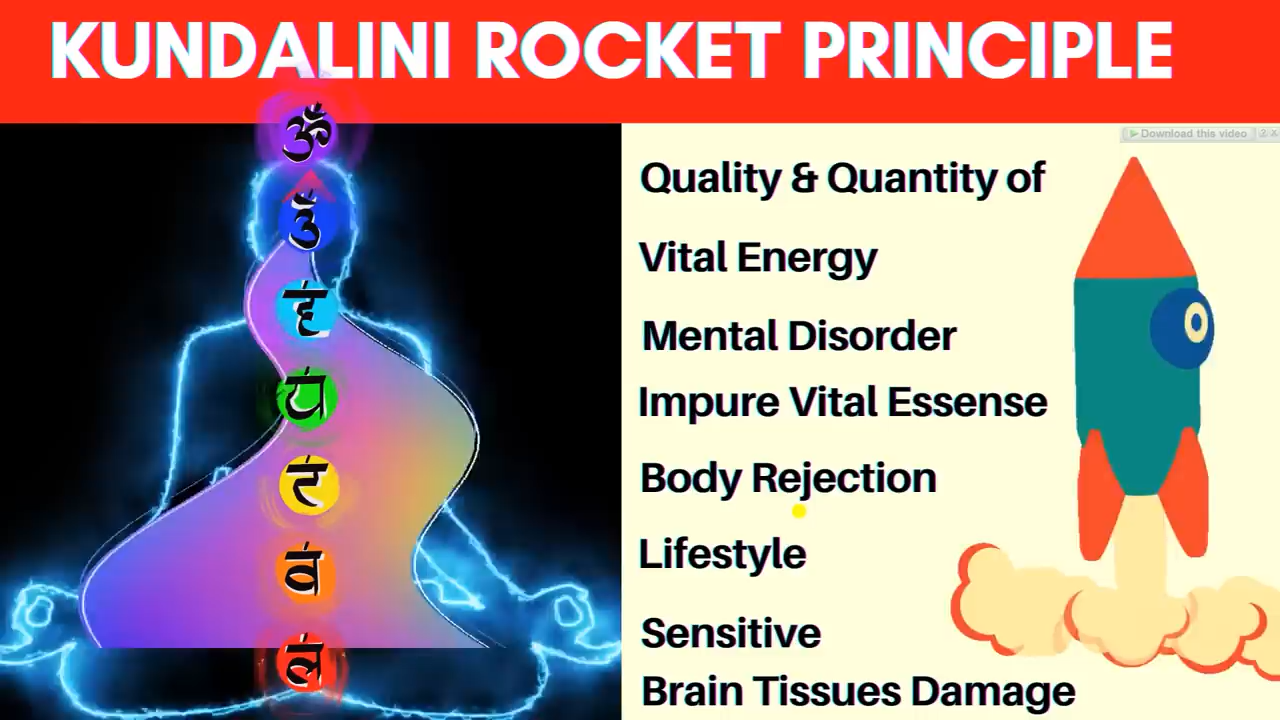 KUNDALINI ROCKET PRINCIPLE
ॐ
ॐ
हं
यं
रं
वं
लं
Download this video
Quality & Quantity of
Vital Energy
Mental Disorder
Impure Vital Essense
Body Rejection
Lifestyle
Sensitive
Brain Tissues Damage